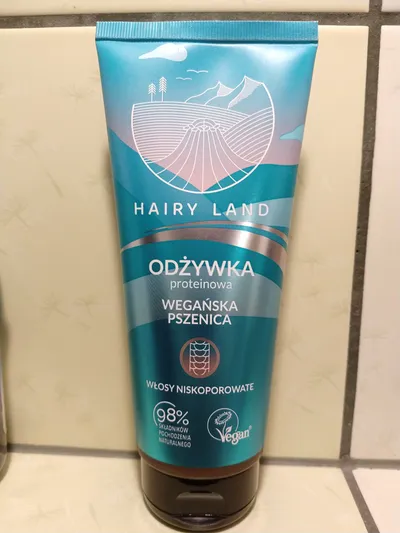 HAIRY LAND
ODŻYWKA
proteinowa
WEGAŃSKA
PSZENICA
WŁOSY NISKOPOROWATE
98%
SKŁADNIKÓW
POCHODZENIA
NATURALNEGO
Vegan